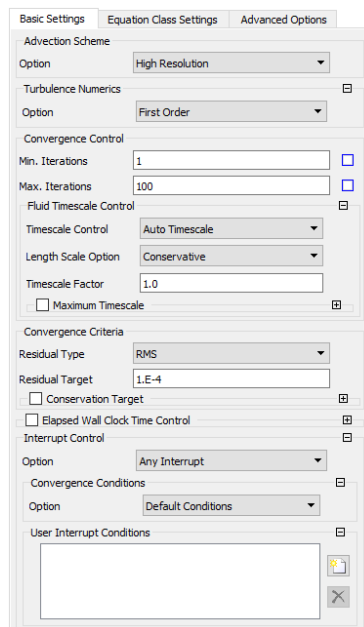 Basic Settings Equation Class Settings Advanced Options
Advection Scheme
Option High Resolution
Turbulence Numerics
Option First Order
Convergence Control
Min. Iterations 1
Max. Iterations 100
Fluid Timescale Control
Timescale Control Auto Timescale
Length Scale Option Conservative
Timescale Factor 1.0
Maximum Timescale
Convergence Criteria
Residual Type RMS
Residual Target 1.E-4
Conservation Target
Elapsed Wall Clock Time Control
Interrupt Control
Option Any Interrupt
Convergence Conditions
Option Default Conditions
User Interrupt Conditions